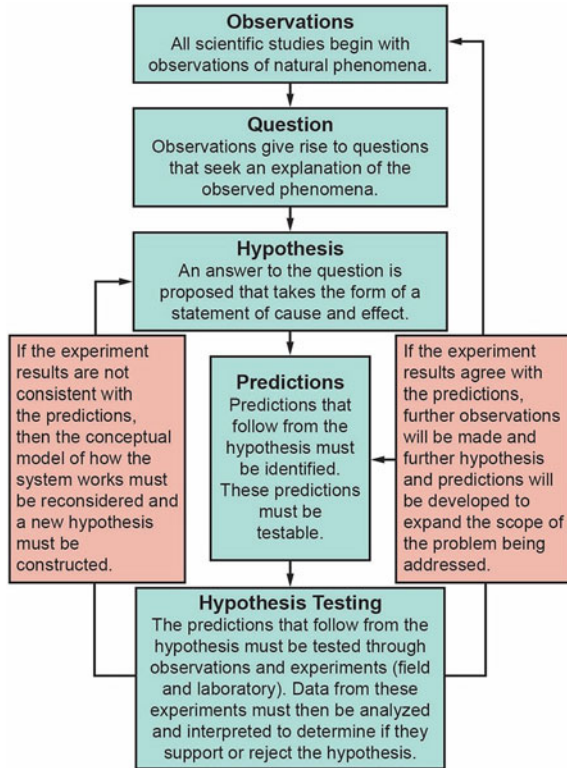 Observations
All scientific studies begin with
observations of natural phenomena.
Question
Observations give rise to questions
that seek an explanation of the
observed phenomena.
Hypothesis
An answer to the question is
proposed that takes the form of a
statement of cause and effect.
If the experiment
results are not
consistent with
the predictions,
then the conceptual
model of how the
system works must
be reconsidered and
a new hypothesis
must be
constructed.
Predictions
Predictions that
follow from the
hypothesis must
be identified.
These predictions
must be
testable.
If the experiment
results agree with
the predictions,
further observations
will be made and
further hypothesis
and predictions will
be developed to
expand the scope of
the problem being
addressed.
Hypothesis Testing
The predictions that follow from the
hypothesis must be tested through
observations and experiments (field
and laboratory). Data from these
experiments must then be analyzed
and interpreted to determine if they
support or reject the hypothesis.